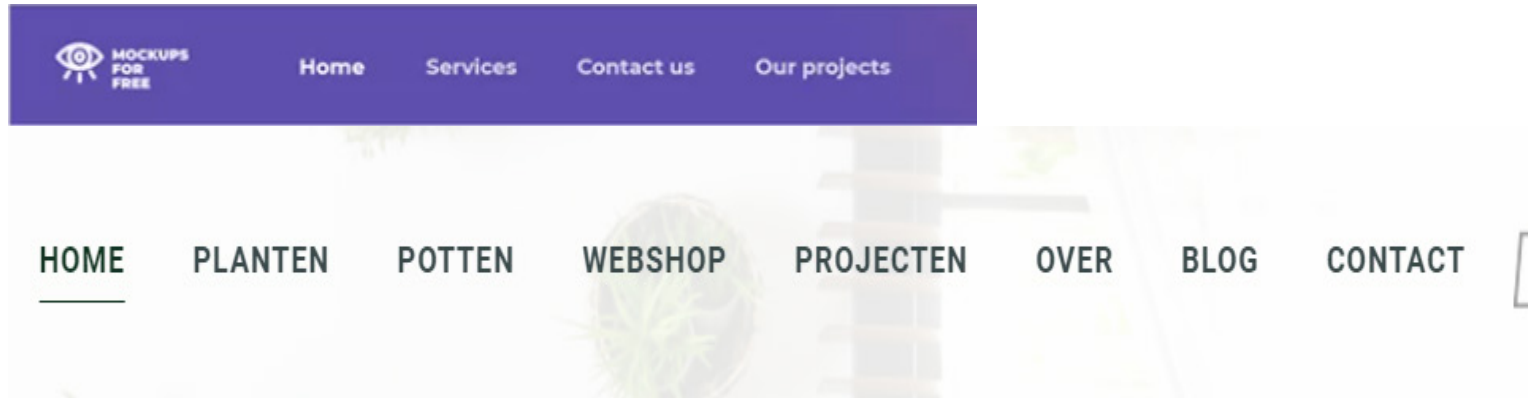 MOCKUPS
FOR
FREE
Home Services Contact us Our projects
HOME PLANTEN POTTEN WEBSHOP PROJECTEN OVER BLOG CONTACT